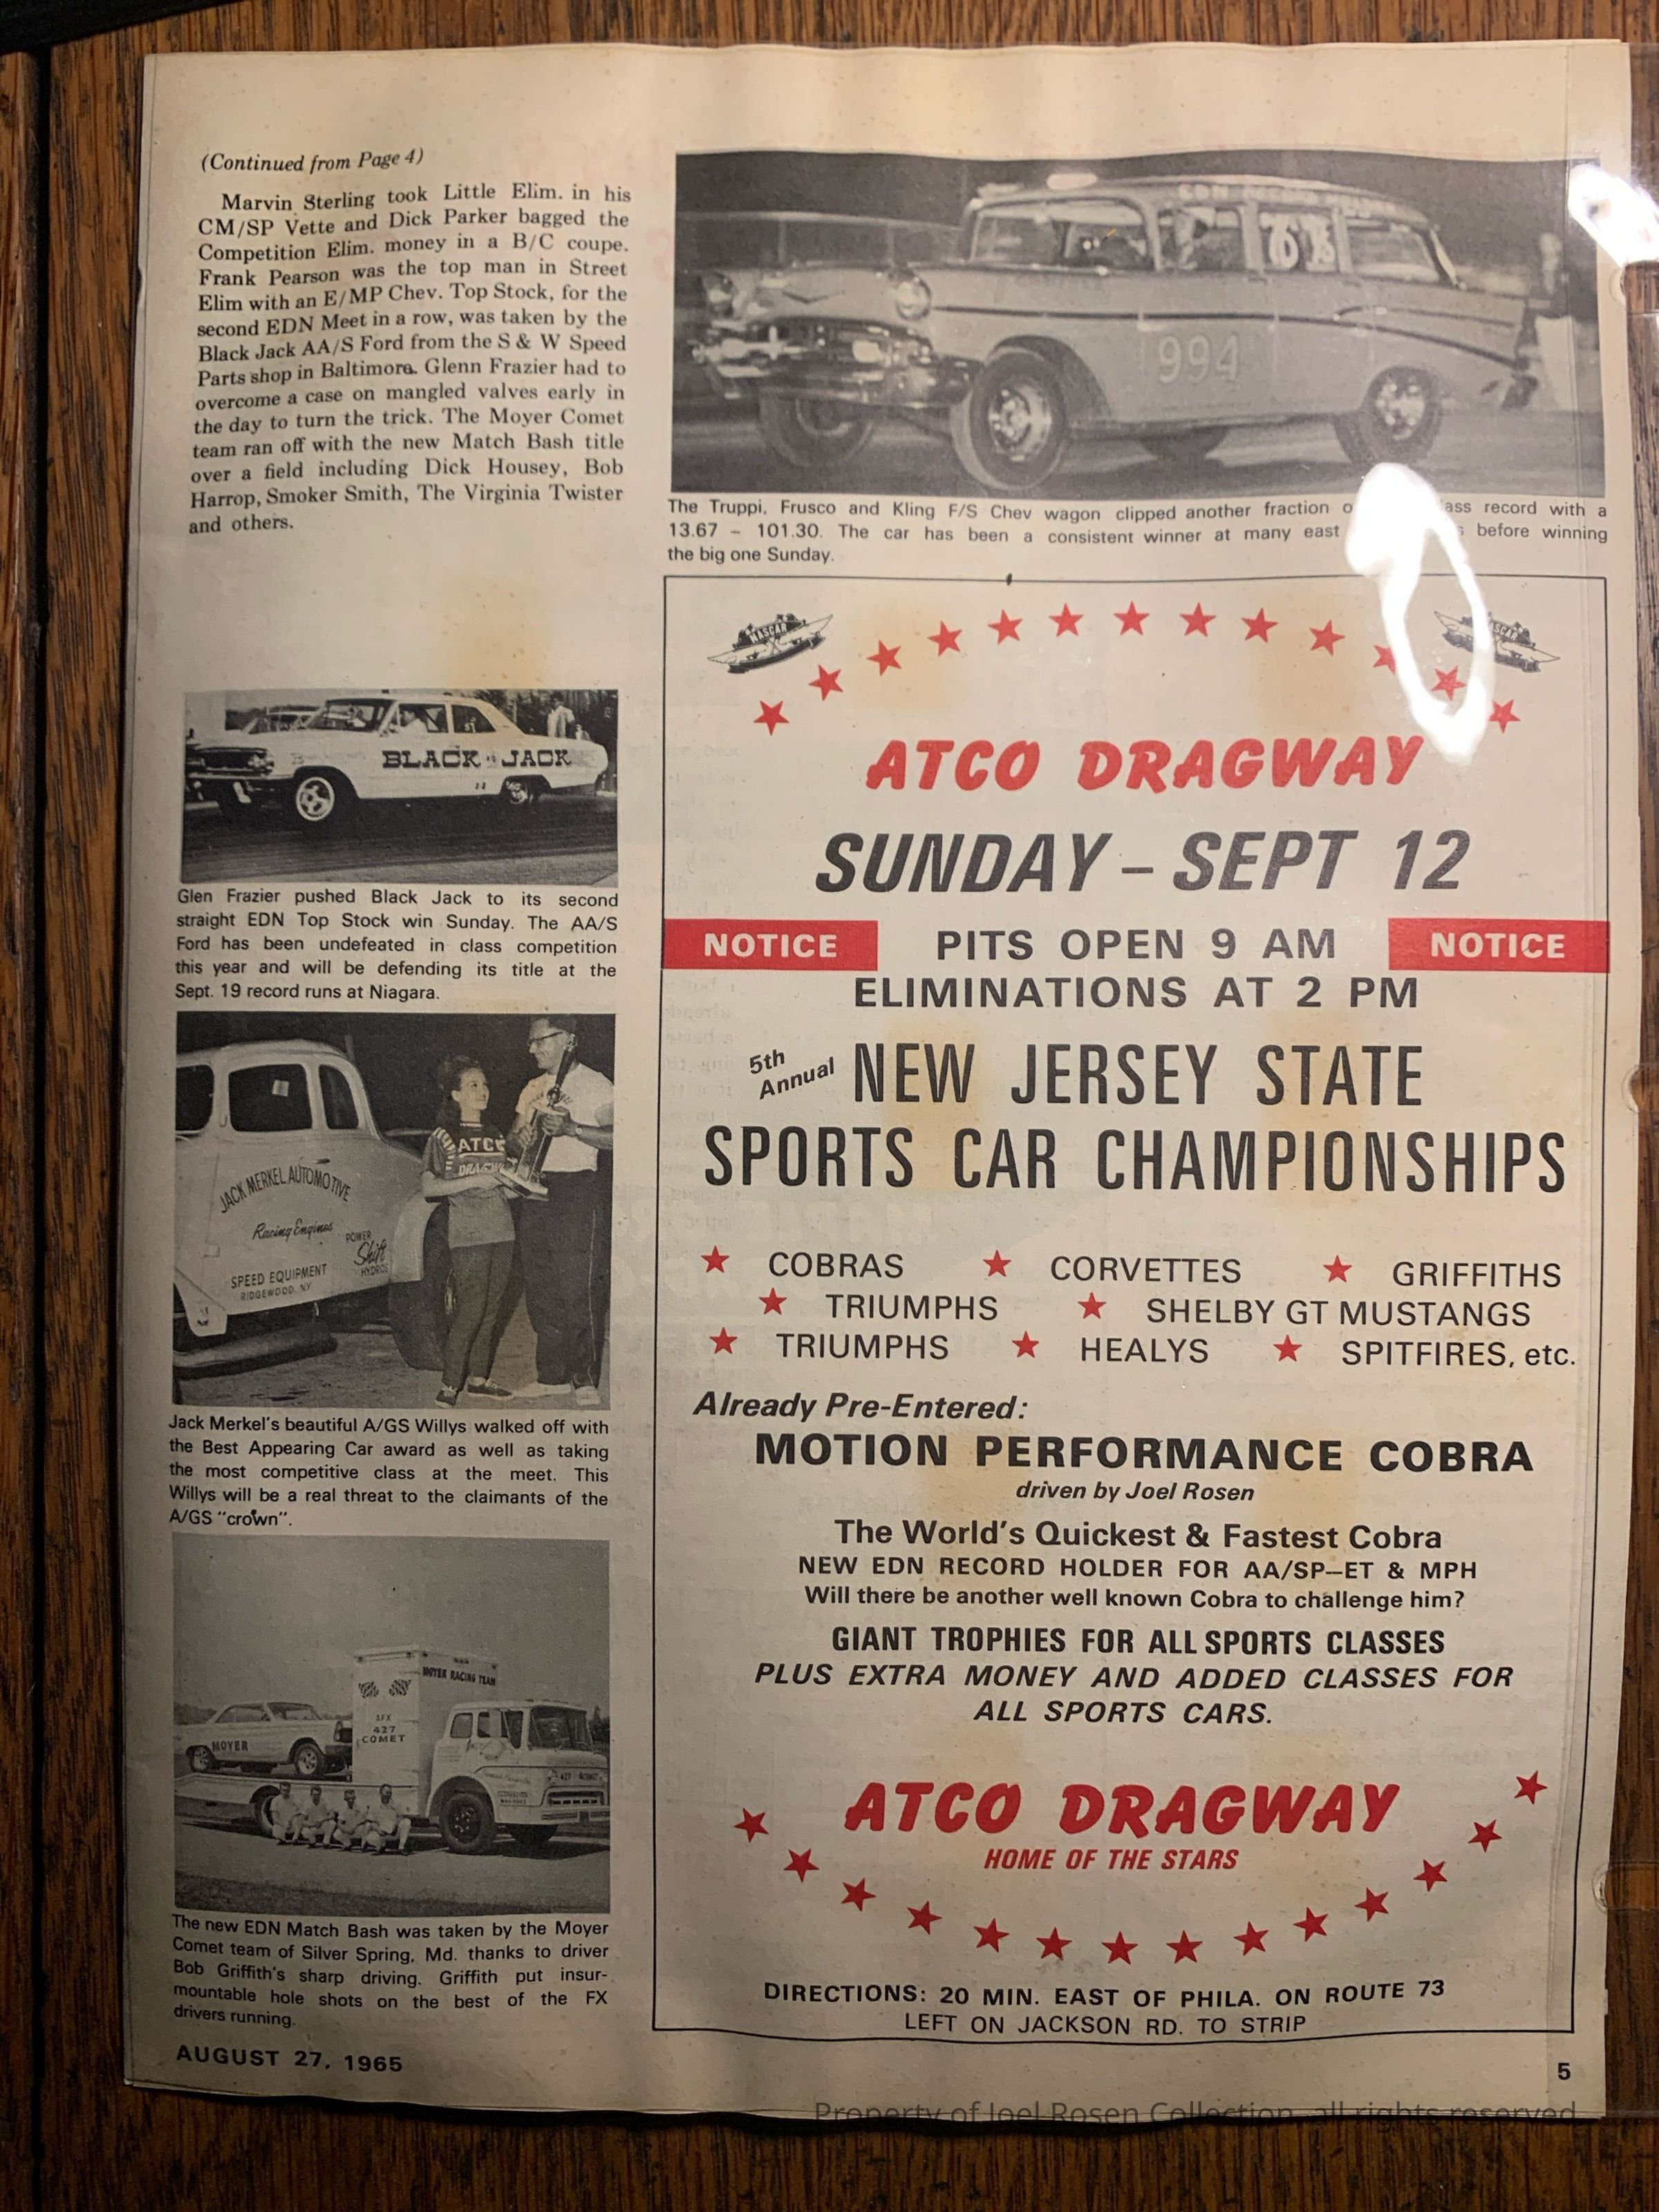 (Continued from Page 4)
Marvin Sterling took Little Elim. in his
CM/SP Vette and Dick Parker bagged the
Competition Elim. money in a B/C coupe.
Frank Pearson was the top man in Street
Elim with an E/MP Chev. Top Stock, for the
second EDN Meet in a row, was taken by the
Black Jack AA/S Ford from the S & W Speed
Parts shop in Baltimore. Glenn Frazier had to
overcome a case on mangled valves early in
the day to turn the trick. The Moyer Comet
team ran off with the new Match Bash title
over a field including Dick Housey, Bob
Harrop, Smoker Smith, The Virginia Twister
and others.
BLACK JACK
Glen Frazier pushed Black Jack to its second
straight EDN Top Stock win Sunday. The AA/S
Ford has been undefeated in class competition
this year and will be defending its title at the
Sept. 19 record runs at Niagara.
ATCO
DRAGWAY
JACK MERKEL AUTOMOTIVE
Racing Engines
POWER
Shift
HYDROS
SPEED EQUIPMENT
RIDGEWOOD. NY
Jack Merkel's beautiful A/GS Willys walked off with
the Best Appearing Car award as well as taking
the most competitive class at the meet. This
Willys will be a real threat to the claimants of the
A/GS "crown".
MOYER RACING TEAM
AFX
427
COMET
MOYER
The new EDN Match Bash was taken by the Moyer
Comet team of Silver Spring, Md. thanks to driver
Bob Griffith's sharp driving. Griffith put insur-
mountable hole shots on the best of the FX
drivers running.
AUGUST 27, 1965
994
The Truppi, Frusco and Kling F/S Chev wagon clipped another fraction record with a
13.67 – 101.30. The car has been a consistent winner at many east before winning
the big one Sunday.
NASCAR
NASCAR
ATCO DRAGWAY
SUNDAY – SEPT 12
NOTICE PITS OPEN 9 AM NOTICE
ELIMINATIONS AT 2 PM
5th Annual NEW JERSEY STATE
SPORTS CAR CHAMPIONSHIPS
★ COBRAS ★ CORVETTES ★ GRIFFITHS
★ TRIUMPHS ★ SHELBY GT MUSTANGS
★ TRIUMPHS ★ HEALYS ★ SPITFIRES, etc.
Already Pre-Entered:
MOTION PERFORMANCE COBRA
driven by Joel Rosen
The World's Quickest & Fastest Cobra
NEW EDN RECORD HOLDER FOR AA/SP—ET & MPH
Will there be another well known Cobra to challenge him?
GIANT TROPHIES FOR ALL SPORTS CLASSES
PLUS EXTRA MONEY AND ADDED CLASSES FOR
ALL SPORTS CARS.
ATCO DRAGWAY
HOME OF THE STARS
DIRECTIONS: 20 MIN. EAST OF PHILA. ON ROUTE 73
LEFT ON JACKSON RD. TO STRIP
5
Property of Joel Rosen Collection, all rights reserved